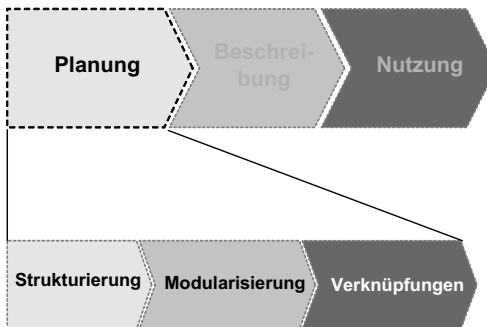 Planung
Beschrei-
bung
Nutzung
Strukturierung
Modularisierung
Verknüpfungen